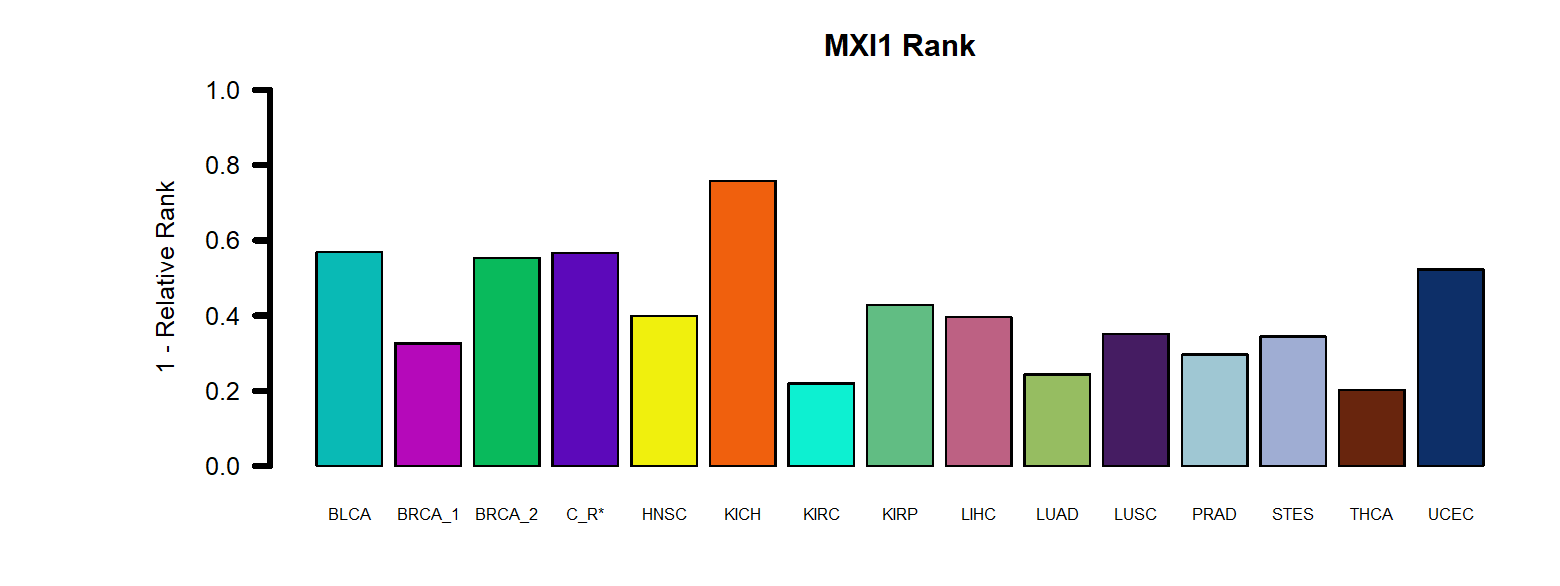 MXI1 Rank
1 - Relative Rank
1.0
0.8
0.6
0.4
0.2
0.0
BLCA BRCA_1 BRCA_2 C_R* HNSC KICH KIRC KIRP LIHC LUAD LUSC PRAD STES THCA UCEC